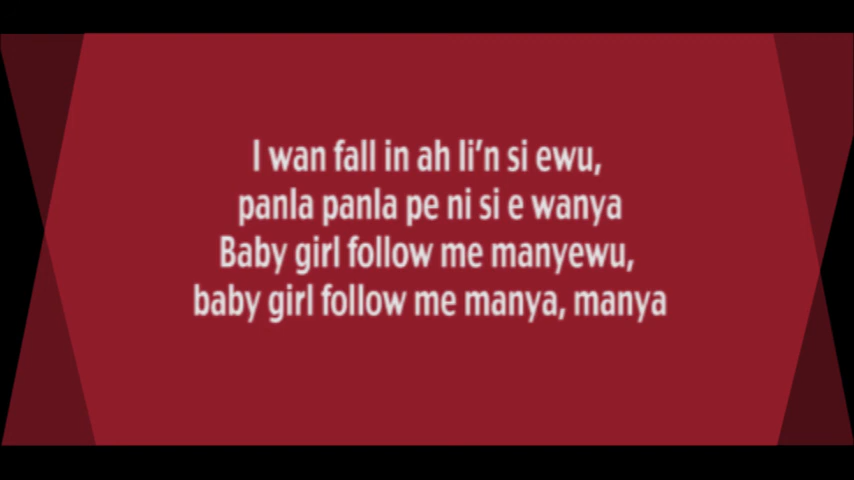 I wan fall in ah li'n si ewu,
panla panla pe ni si e wanya
Baby girl follow me manyewu,
baby girl follow me manya, manya